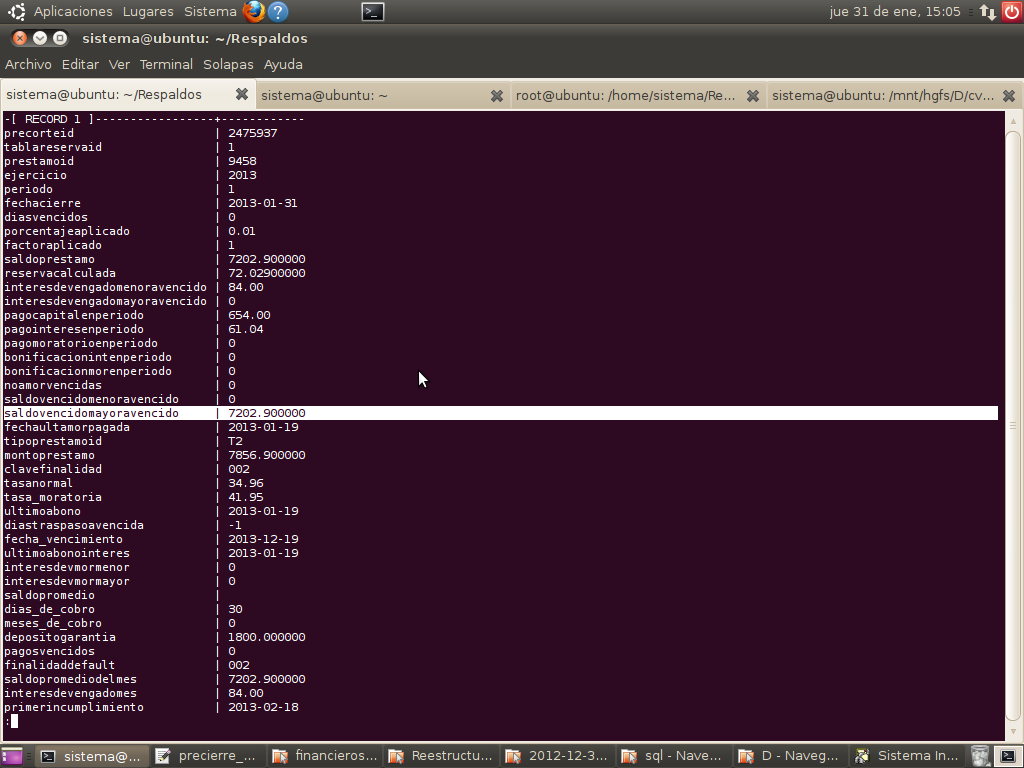 Aplicaciones Lugares Sistema jue 31 de ene, 15:05
sistema@ubuntu: ~/Respaldos
Archivo Editar Ver Terminal Solapas Ayuda
sistema@ubuntu: ~/Respaldos sistema@ubuntu: ~ root@ubuntu: /home/sistema/Re... sistema@ubuntu: /mnt/hgfs/D/cv...
-[ RECORD 1 ]-----------------+------------
precorteid | 2475937
tablareservaid | 1
prestamoid | 9458
ejercicio | 2013
periodo | 1
fechacierre | 2013-01-31
diasvencidos | 0
porcentajeaplicado | 0.01
factoraplicado | 1
saldoprestamo | 7202.900000
reservacalculada | 72.02900000
interesdevengadomenoravencido | 84.00
interesdevengadomayoravencido | 0
pagocapitalenperiodo | 654.00
pagointeresenperiodo | 61.04
pagomoratorioenperiodo | 0
bonificacionintenperiodo | 0
bonificacionmorenperiodo | 0
noamorvencidas | 0
saldovencidomenoravencido | 0
saldovencidomayoravencido | 7202.900000
fechaultamorpagada | 2013-01-19
tipoprestamoid | T2
montoprestamo | 7856.900000
clavefinalidad | 002
tasanormal | 34.96
tasa_moratoria | 41.95
ultimoabono | 2013-01-19
diastraspasoavencida | -1
fecha_vencimiento | 2013-12-19
ultimoabonointeres | 2013-01-19
interesdevmormenor | 0
interesdevmormayor | 0
saldopromedio |
dias_de_cobro | 30
meses_de_cobro | 0
depositogarantia | 1800.000000
pagosvencidos | 0
finalidaddefault | 002
saldopromediodelmes | 7202.900000
interesdevengadomes | 84.00
primerincumplimiento | 2013-02-18
:
sistema@... precierre_... financieros... Reestructu... 2012-12-3... sql - Nave... D - Naveg... Sistema In...